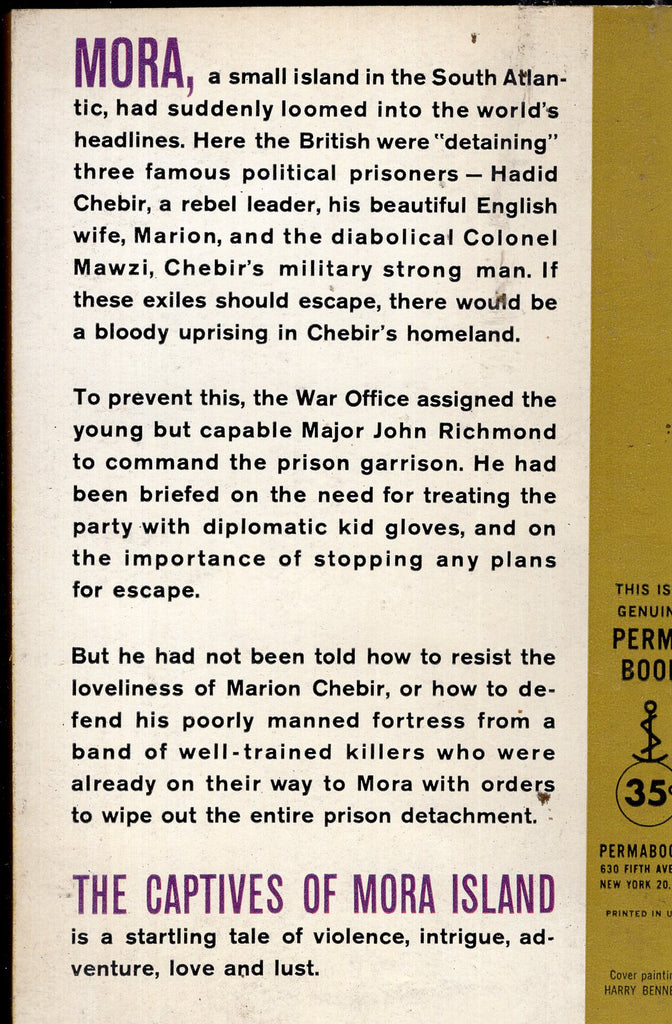 MORA, a small island in the South Atlan-
tic, had suddenly loomed into the world's
headlines. Here the British were "detaining"
three famous political prisoners — Hadid
Chebir, a rebel leader, his beautiful English
wife, Marion, and the diabolical Colonel
Mawzi, Chebir's military strong man. If
these exiles should escape, there would be
a bloody uprising in Chebir's homeland.
To prevent this, the War Office assigned the
young but capable Major John Richmond
to command the prison garrison. He had
been briefed on the need for treating the
party with diplomatic kid gloves, and on
the importance of stopping any plans
for escape.
But he had not been told how to resist the
loveliness of Marion Chebir, or how to de-
fend his poorly manned fortress from a
band of well-trained killers who were
already on their way to Mora with orders
to wipe out the entire prison detachment.
THE CAPTIVES OF MORA ISLAND
is a startling tale of violence, intrigue, ad-
venture, love and lust.
THIS IS
GENUIN
PERM
BOO
35¢
PERMABOO
630 FIFTH AVE
NEW YORK 20,
PRINTED IN U
Cover paintin
HARRY BENNE